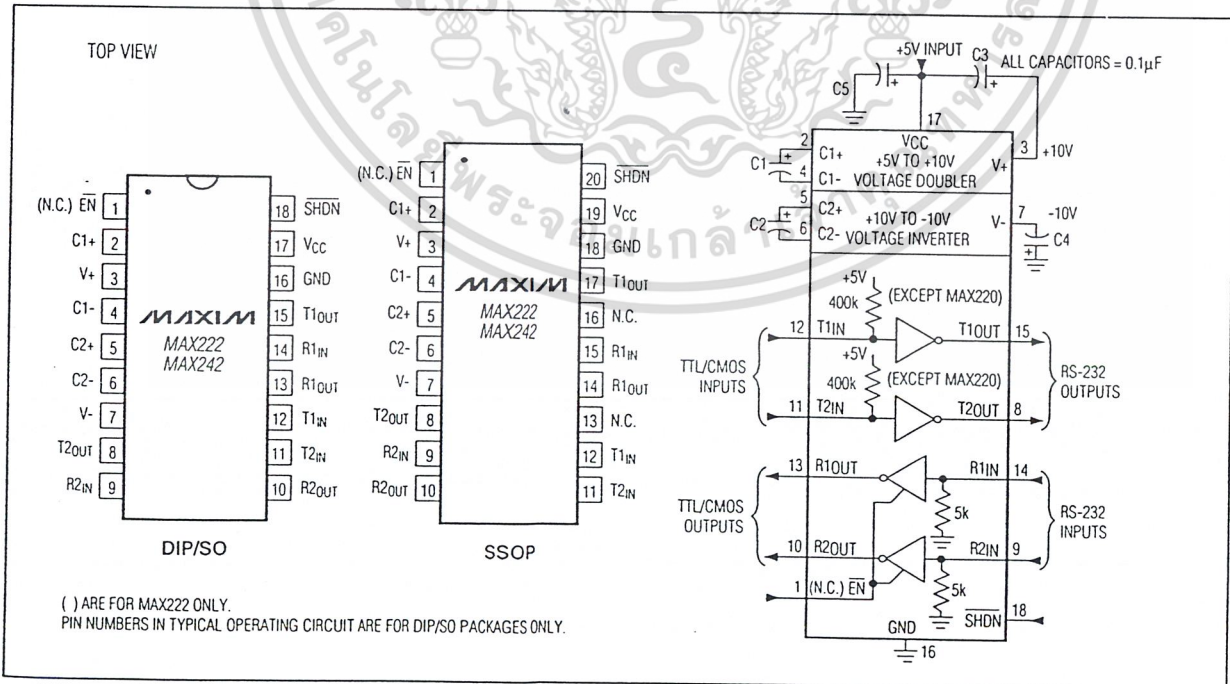 TOP VIEW
(N.C.) EN 1
C1+ 2
V+ 3
C1- 4
C2+ 5
C2- 6
V- 7
T2OUT 8
R2IN 9
18 SHDN
17 VCC
16 GND
15 T1OUT
14 R1IN
13 R1OUT
12 T1IN
11 T2IN
10 R2OUT
MAXIM
MAX222
MAX242
DIP/SO
(N.C.) EN 1
C1+ 2
V+ 3
C1- 4
C2+ 5
C2- 6
V- 7
T2OUT 8
R2IN 9
R2OUT 10
20 SHDN
19 VCC
18 GND
17 T1OUT
16 N.C.
15 R1IN
14 R1OUT
13 N.C.
12 T1IN
11 T2IN
MAXIM
MAX222
MAX242
SSOP
+5V INPUT
C3
ALL CAPACITORS = 0.1µF
C5
17
VCC
2
C1+
+5V TO +10V
3
+10V
C1
4
C1-
VOLTAGE DOUBLER
V+
5
C2+
+10V TO -10V
7
-10V
C2
6
C2-
VOLTAGE INVERTER
V-
C4
+5V
400k
(EXCEPT MAX220)
12 T1IN
T1OUT 15
+5V
TTL/CMOS
INPUTS
400k
(EXCEPT MAX220)
RS-232
OUTPUTS
11 T2IN
T2OUT 8
13 R1OUT
R1IN 14
5k
TTL/CMOS
OUTPUTS
RS-232
INPUTS
10 R2OUT
R2IN 9
5k
1 (N.C.) EN
SHDN 18
GND
16
( ) ARE FOR MAX222 ONLY.
PIN NUMBERS IN TYPICAL OPERATING CIRCUIT ARE FOR DIP/SO PACKAGES ONLY.